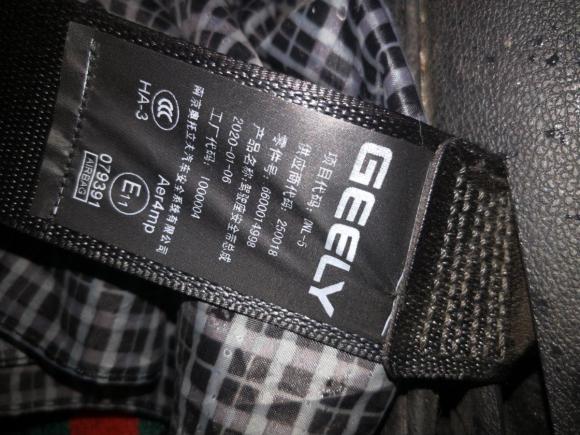 GEELY
项目代码: NL-5
供应商代码: 250018
零件号: 6600014998
产品名称:驾驶座安全带总成
2020-01-06
工厂代码: 1000004
南京奥托立夫汽车安全系统有限公司
CCC
HA-3
Aer4mp
E11
AIRBAG
079391